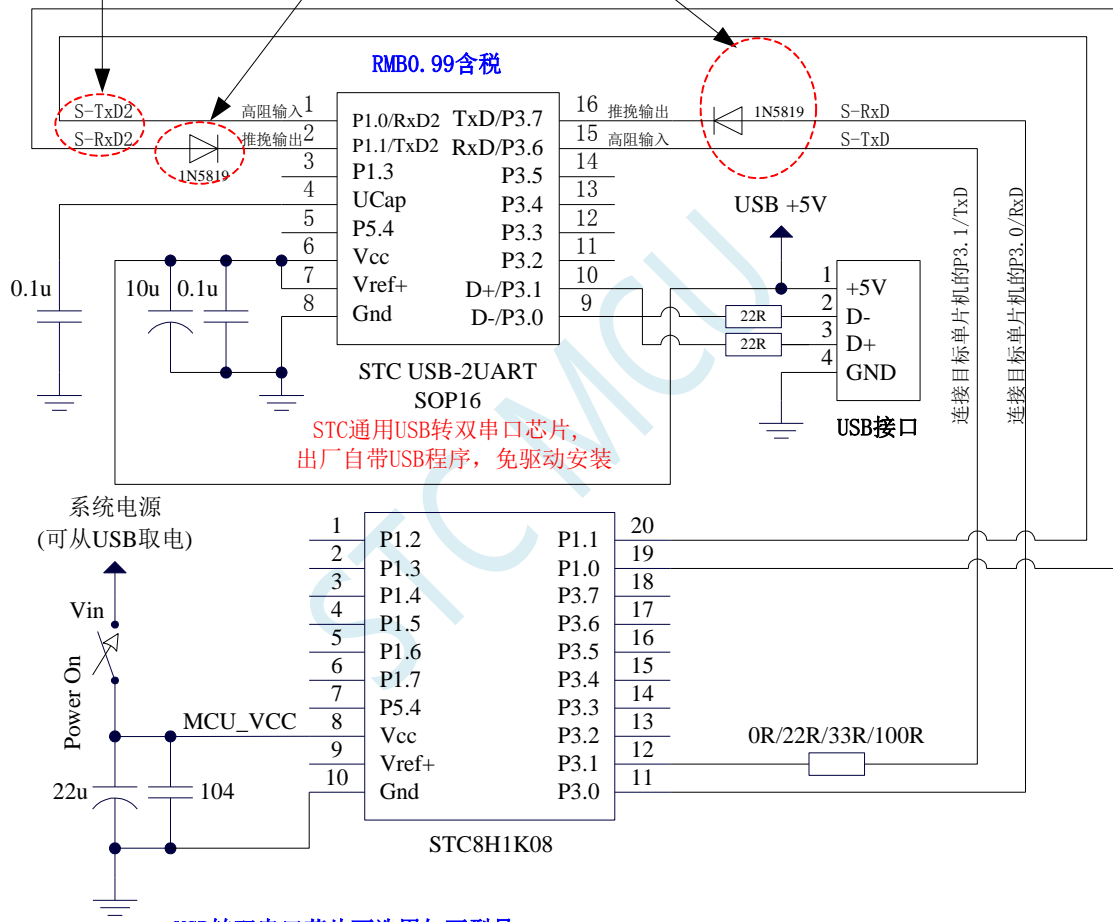 RMB0.99含税
S-TxD2
S-RxD2
1N5819
高阻输入
推挽输出
1
2
3
4
5
6
7
8
P1.0/RxD2
P1.1/TxD2
P1.3
UCap
P5.4
Vcc
Vref+
Gnd
TxD/P3.7
RxD/P3.6
P3.5
P3.4
P3.3
P3.2
D+/P3.1
D-/P3.0
16
15
14
13
12
11
10
9
推挽输出
高阻输入
1N5819
S-RxD
S-TxD
USB +5V
0.1u
10u
0.1u
22R
22R
1
2
3
4
+5V
D-
D+
GND
USB接口
连接目标单片机的P3.1/TxD
连接目标单片机的P3.0/RxD
STC USB-2UART
SOP16
STC通用USB转双串口芯片,
出厂自带USB程序, 免驱动安装
STC MCU
系统电源
(可从USB取电)
Vin
Power On
MCU_VCC
22u
104
1
2
3
4
5
6
7
8
9
10
P1.2
P1.3
P1.4
P1.5
P1.6
P1.7
P5.4
Vcc
Vref+
Gnd
P1.1
P1.0
P3.7
P3.6
P3.5
P3.4
P3.3
P3.2
P3.1
P3.0
20
19
18
17
16
15
14
13
12
11
0R/22R/33R/100R
STC8H1K08